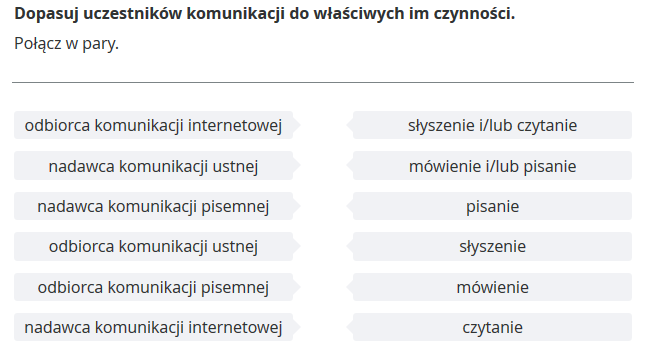 Dopasuj uczestników komunikacji do właściwych im czynności.
Połącz w pary.
odbiorca komunikacji internetowej słyszenie i/lub czytanie
nadawca komunikacji ustnej mówienie i/lub pisanie
nadawca komunikacji pisemnej pisanie
odbiorca komunikacji ustnej słyszenie
odbiorca komunikacji pisemnej mówienie
nadawca komunikacji internetowej czytanie